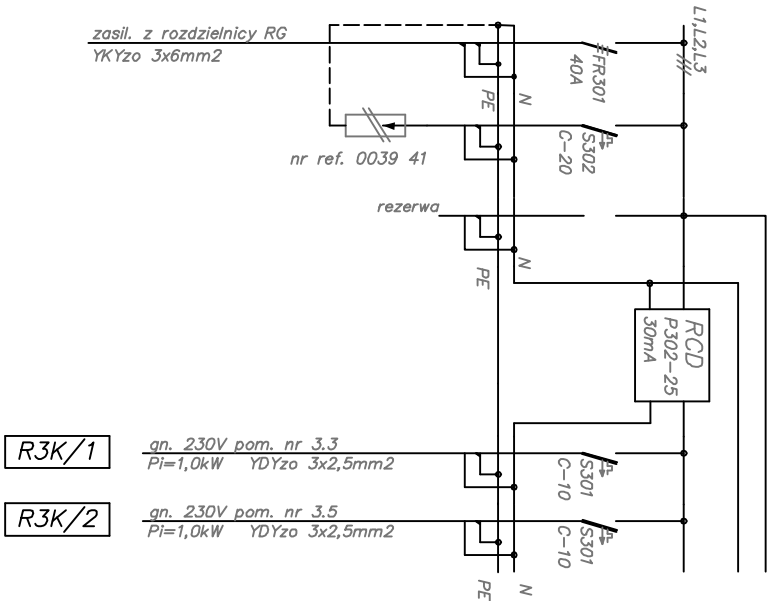 zasil. z rozdzielnicy RG
YKYzo 3x6mm2
FR301
40A
L1,L2,L3
PE
N
nr ref. 0039 41
S302
C-20
rezerwa
PE
N
RCD
P302-25
30mA
R3K/1
gn. 230V pom. nr 3.3
Pi=1,0kW YDYzo 3x2,5mm2
S301
C-10
R3K/2
gn. 230V pom. nr 3.5
Pi=1,0kW YDYzo 3x2,5mm2
S301
C-10
PE
N